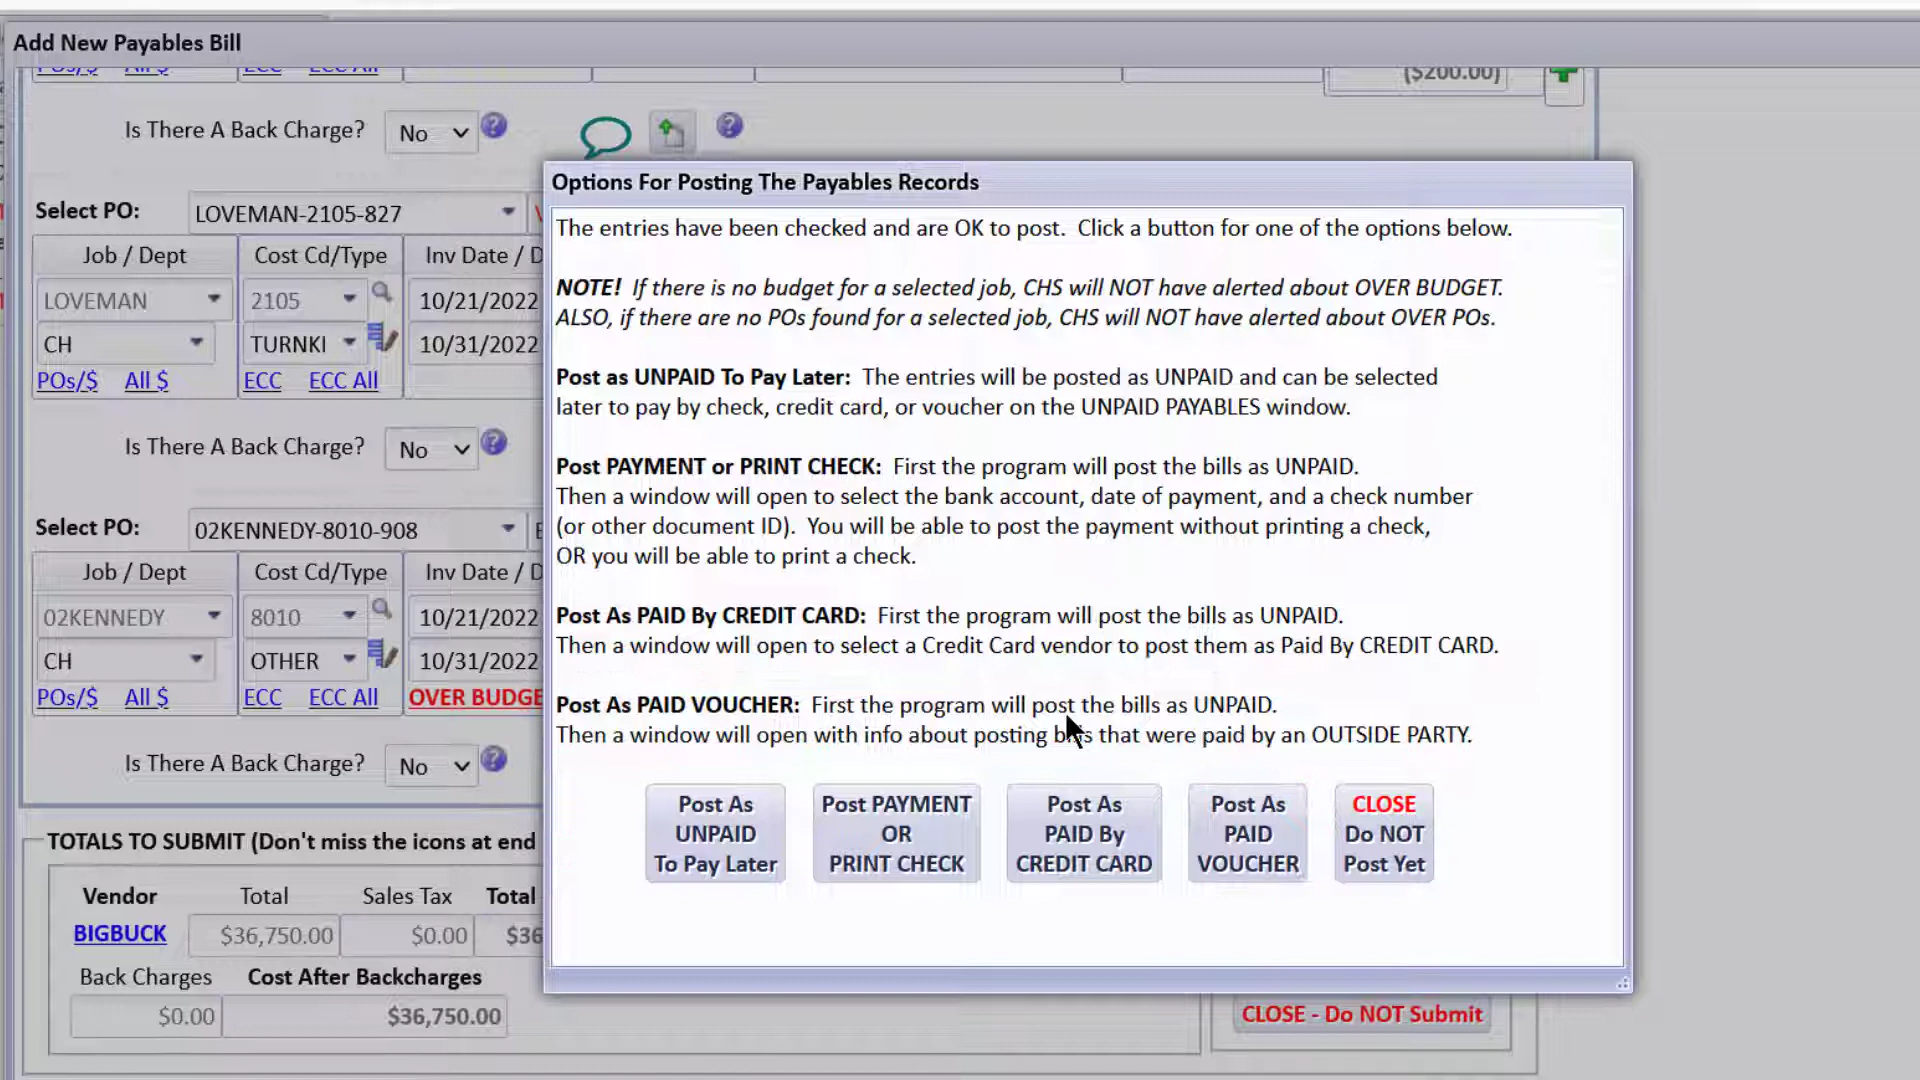 Add New Payables Bill
POs/$ All $ ECC ECC All ($200.00)
Is There A Back Charge? No
Select PO: LOVEMAN-2105-827
Job / Dept Cost Cd/Type Inv Date / D
LOVEMAN 2105 10/21/2022
CH TURNKI 10/31/2022
POs/$ All $ ECC ECC All
Is There A Back Charge? No
Select PO: 02KENNEDY-8010-908
Job / Dept Cost Cd/Type Inv Date / D
02KENNEDY 8010 10/21/2022
CH OTHER 10/31/2022
POs/$ All $ ECC ECC All OVER BUDGE
Is There A Back Charge? No
TOTALS TO SUBMIT (Don't miss the icons at end
Vendor Total Sales Tax Total
BIGBUCK $36,750.00 $0.00 $36
Back Charges Cost After Backcharges
$0.00 $36,750.00
Options For Posting The Payables Records
The entries have been checked and are OK to post. Click a button for one of the options below.
NOTE! If there is no budget for a selected job, CHS will NOT have alerted about OVER BUDGET.
ALSO, if there are no POs found for a selected job, CHS will NOT have alerted about OVER POs.
Post as UNPAID To Pay Later: The entries will be posted as UNPAID and can be selected
later to pay by check, credit card, or voucher on the UNPAID PAYABLES window.
Post PAYMENT or PRINT CHECK: First the program will post the bills as UNPAID.
Then a window will open to select the bank account, date of payment, and a check number
(or other document ID). You will be able to post the payment without printing a check,
OR you will be able to print a check.
Post As PAID By CREDIT CARD: First the program will post the bills as UNPAID.
Then a window will open to select a Credit Card vendor to post them as Paid By CREDIT CARD.
Post As PAID VOUCHER: First the program will post the bills as UNPAID.
Then a window will open with info about posting bills that were paid by an OUTSIDE PARTY.
Post As
UNPAID
To Pay Later
Post PAYMENT
OR
PRINT CHECK
Post As
PAID By
CREDIT CARD
Post As
PAID
VOUCHER
CLOSE
Do NOT
Post Yet
CLOSE - Do NOT Submit